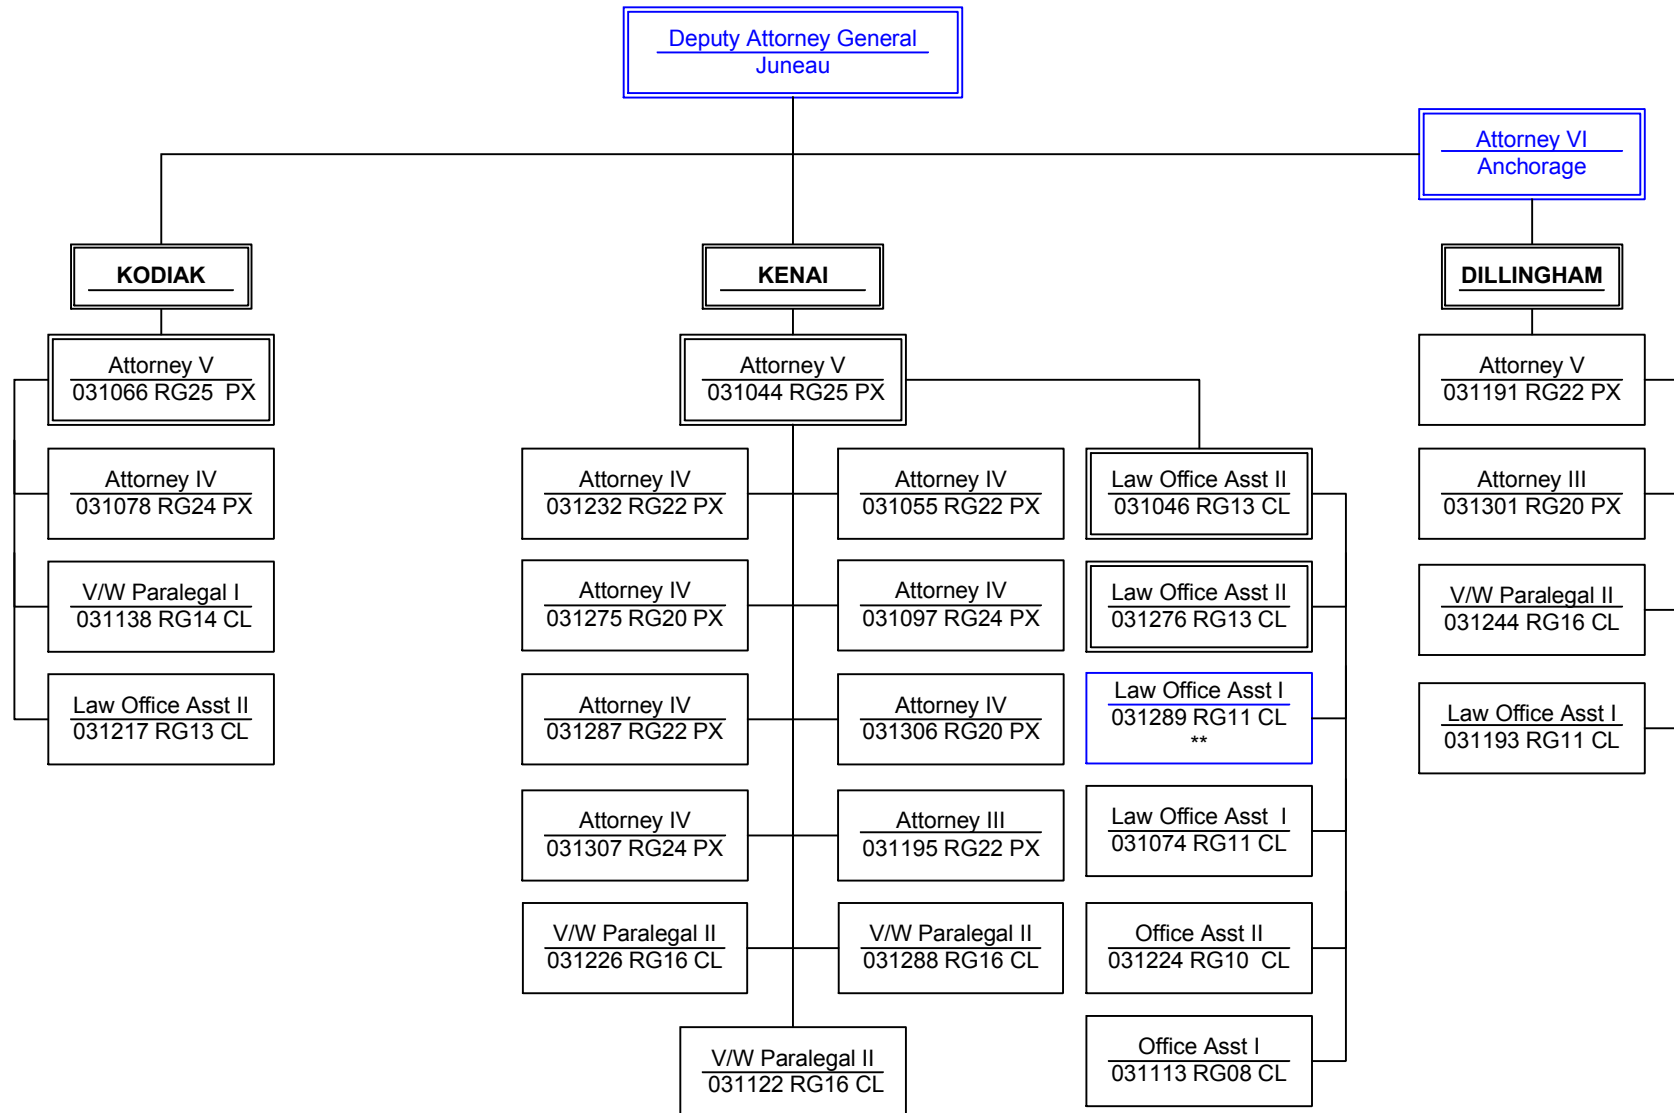 Deputy Attorney General
Juneau
Attorney VI
Anchorage
KODIAK
KENAI
DILLINGHAM
Attorney V
031066 RG25  PX
Attorney V
031044 RG25 PX
Attorney V
031191 RG22 PX
Attorney IV
031078 RG24 PX
Attorney IV
031232 RG22 PX
Attorney IV
031055 RG22 PX
Law Office Asst II
031046 RG13 CL
Attorney III
031301 RG20 PX
V/W Paralegal I
031138 RG14 CL
Attorney IV
031275 RG20 PX
Attorney IV
031097 RG24 PX
Law Office Asst II
031276 RG13 CL
V/W Paralegal II
031244 RG16 CL
Law Office Asst II
031217 RG13 CL
Attorney IV
031287 RG22 PX
Attorney IV
031306 RG20 PX
Law Office Asst I
031289 RG11 CL
**
Law Office Asst I
031193 RG11 CL
Attorney IV
031307 RG24 PX
Attorney III
031195 RG22 PX
Law Office Asst  I
031074 RG11 CL
V/W Paralegal II
031226 RG16 CL
V/W Paralegal II
031288 RG16 CL
Office Asst II
031224 RG10  CL
V/W Paralegal II
031122 RG16 CL
Office Asst I
031113 RG08 CL